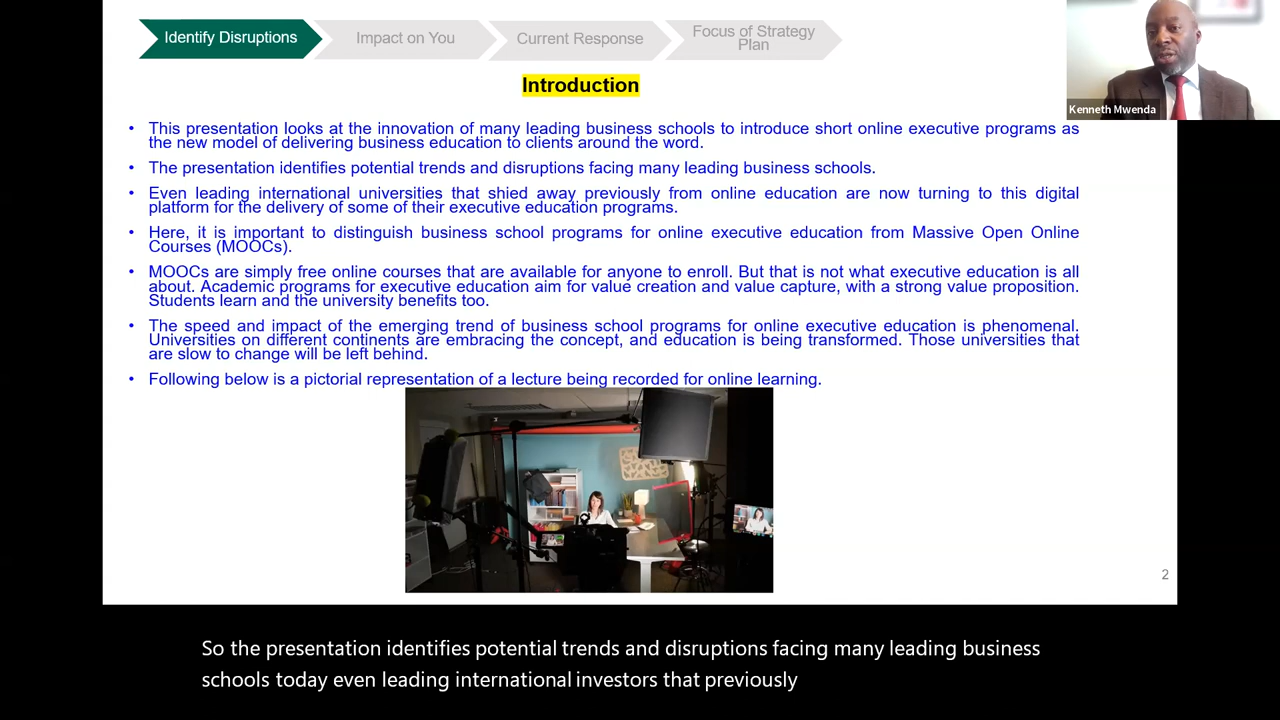 Identify Disruptions
Impact on You
Current Response
Focus of Strategy
Plan
Kenneth Mwenda
Introduction
• This presentation looks at the innovation of many leading business schools to introduce short online executive programs as
the new model of delivering business education to clients around the word.
• The presentation identifies potential trends and disruptions facing many leading business schools.
• Even leading international universities that shied away previously from online education are now turning to this digital
platform for the delivery of some of their executive education programs.
• Here, it is important to distinguish business school programs for online executive education from Massive Open Online
Courses (MOOCs).
• MOOCs are simply free online courses that are available for anyone to enroll. But that is not what executive education is all
about. Academic programs for executive education aim for value creation and value capture, with a strong value proposition.
Students learn and the university benefits too.
• The speed and impact of the emerging trend of business school programs for online executive education is phenomenal.
Universities on different continents are embracing the concept, and education is being transformed. Those universities that
are slow to change will be left behind.
• Following below is a pictorial representation of a lecture being recorded for online learning.
2
So the presentation identifies potential trends and disruptions facing many leading business
schools today even leading international investors that previously